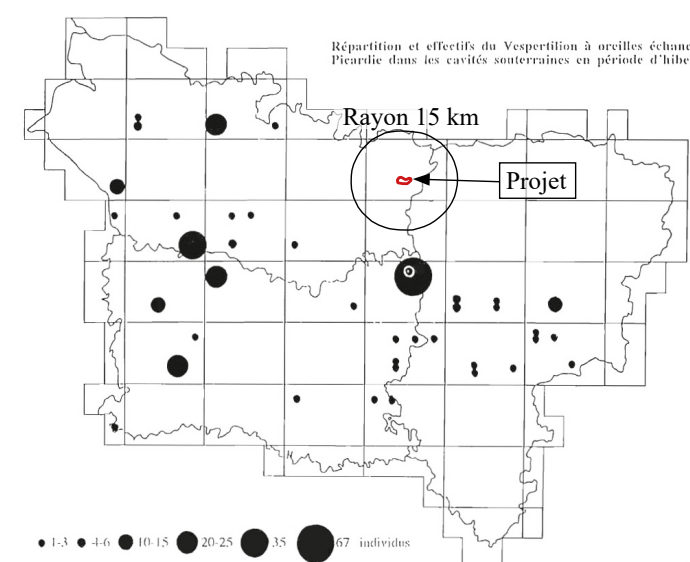 Répartition et effectifs du Vespertilion à oreilles échanc
Picardie dans les cavités souterraines en période d'hibe
Rayon 15 km
Projet
1-3 4-6 10-15 20-25 35 67 individus